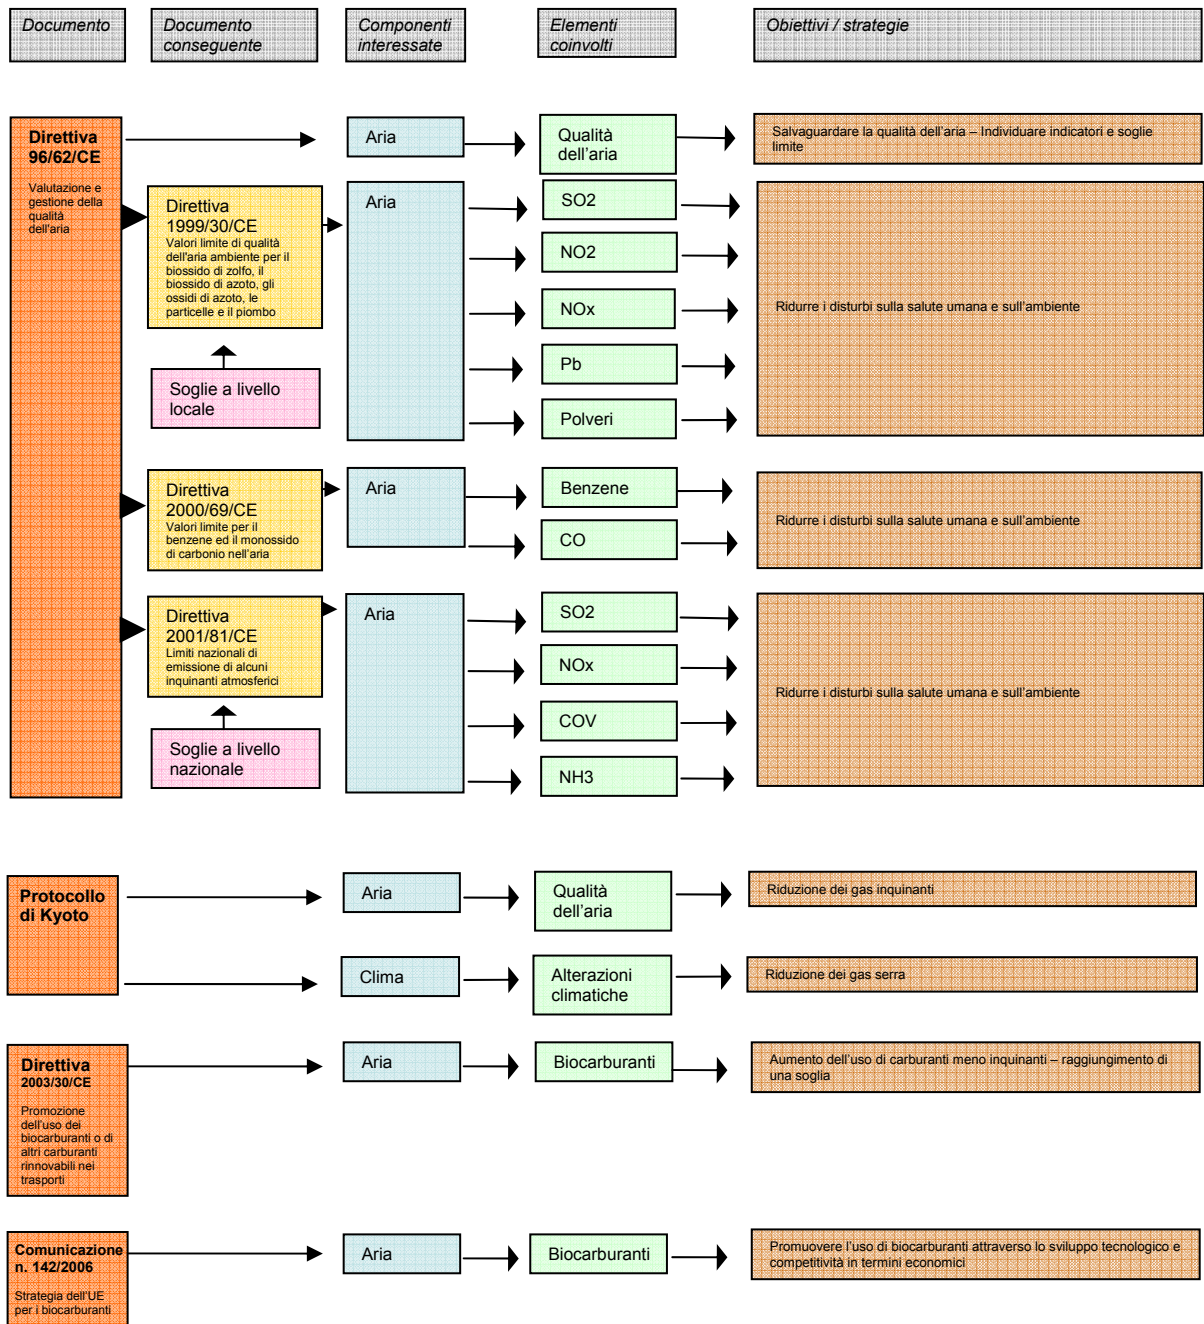 Documento
Documento
conseguente
Componenti
interessate
Elementi
coinvolti
Obiettivi / strategie
Direttiva
96/62/CE
Valutazione e
gestione della
qualità
dell'aria
Aria
Qualità
dell'aria
Salvaguardare la qualità dell'aria – Individuare indicatori e soglie
limite
Direttiva
1999/30/CE
Valori limite di qualità
dell'aria ambiente per il
biossido di zolfo, il
biossido di azoto, gli
ossidi di azoto, le
particelle e il piombo
Soglie a livello
locale
Aria
SO2
NO2
NOx
Pb
Polveri
Ridurre i disturbi sulla salute umana e sull'ambiente
Direttiva
2000/69/CE
Valori limite per il
benzene ed il monossido
di carbonio nell'aria
Aria
Benzene
CO
Ridurre i disturbi sulla salute umana e sull'ambiente
Direttiva
2001/81/CE
Limiti nazionali di
emissione di alcuni
inquinanti atmosferici
Soglie a livello
nazionale
Aria
SO2
NOx
COV
NH3
Ridurre i disturbi sulla salute umana e sull'ambiente
Protocollo
di Kyoto
Aria
Qualità
dell'aria
Riduzione dei gas inquinanti
Clima
Alterazioni
climatiche
Riduzione dei gas serra
Direttiva
2003/30/CE
Promozione
dell'uso dei
biocarburanti o di
altri carburanti
rinnovabili nei
trasporti
Aria
Biocarburanti
Aumento dell'uso di carburanti meno inquinanti – raggiungimento di
una soglia
Comunicazione
n. 142/2006
Strategia dell'UE
per i biocarburanti
Aria
Biocarburanti
Promuovere l'uso di biocarburanti attraverso lo sviluppo tecnologico e
competitività in termini economici